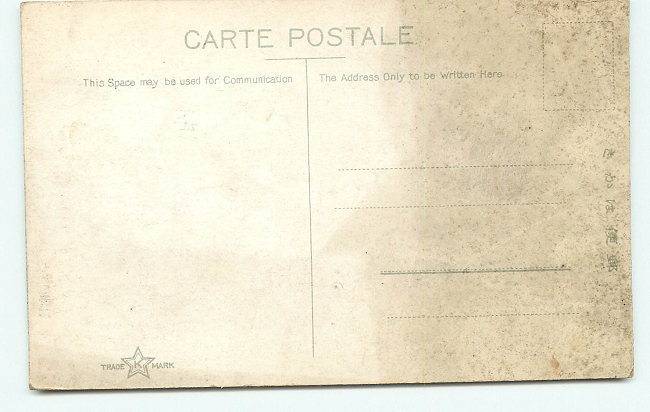 CARTE POSTALE
This Space may be used for Communication
The Address Only to be Written Here
きかは便郵
TRADE K MARK